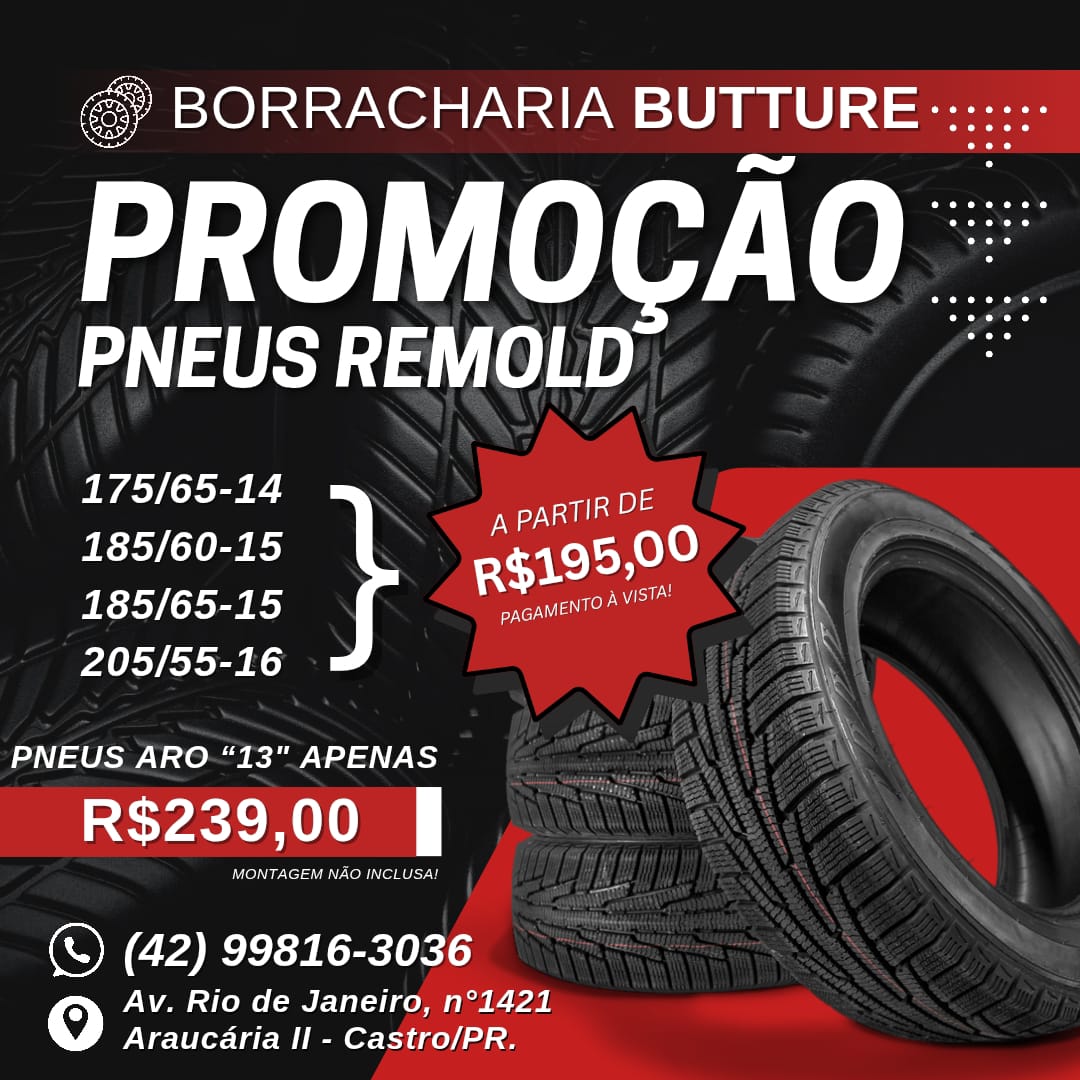 BORRACHARIA BUTTURE
PROMOÇÃO
PNEUS REMOLD
175/65-14
185/60-15
185/65-15
205/55-16
}
A PARTIR DE
R$195,00
PAGAMENTO À VISTA!
PNEUS ARO “13" APENAS
R$239,00
MONTAGEM NÃO INCLUSA!
(42) 99816-3036
Av. Rio de Janeiro, n°1421
Araucária II - Castro/PR.